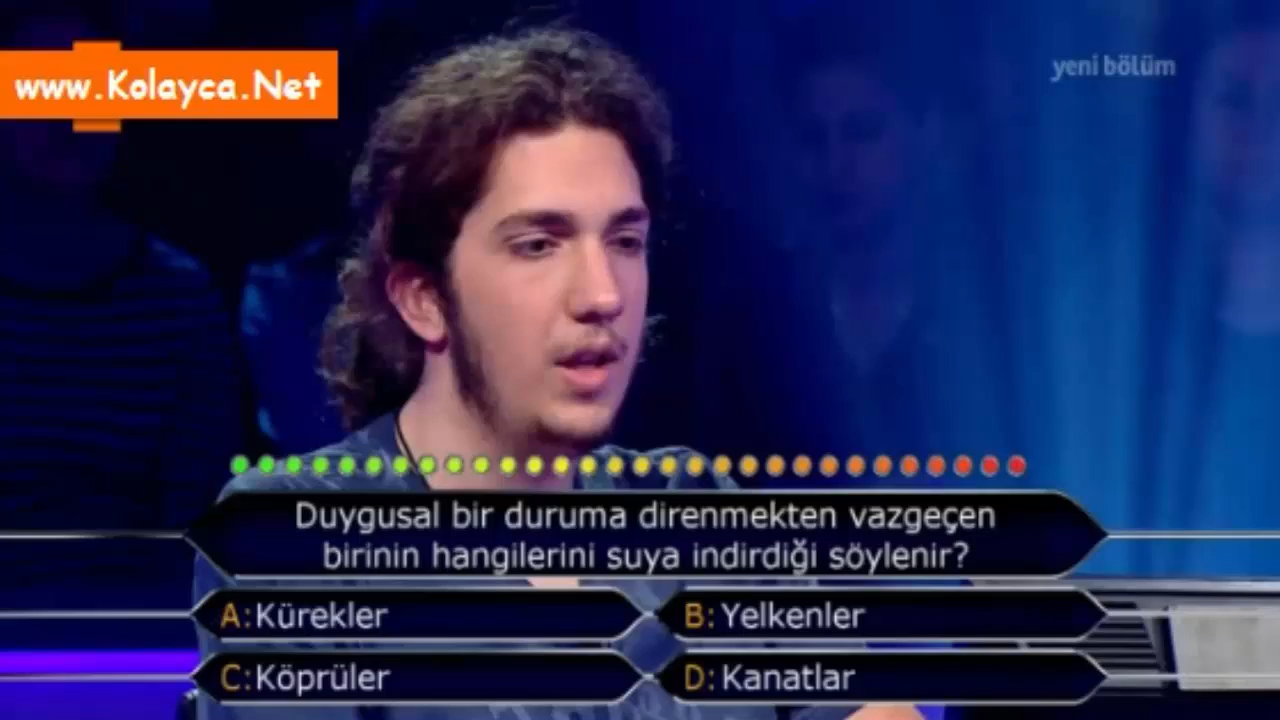 www.Kolayca.Net
yeni bölüm
Duygusal bir duruma direnmekten vazgeçen
birinin hangilerini suya indirdiği söylenir?
A:Kürekler
B:Yelkenler
C:Köprüler
D:Kanatlar